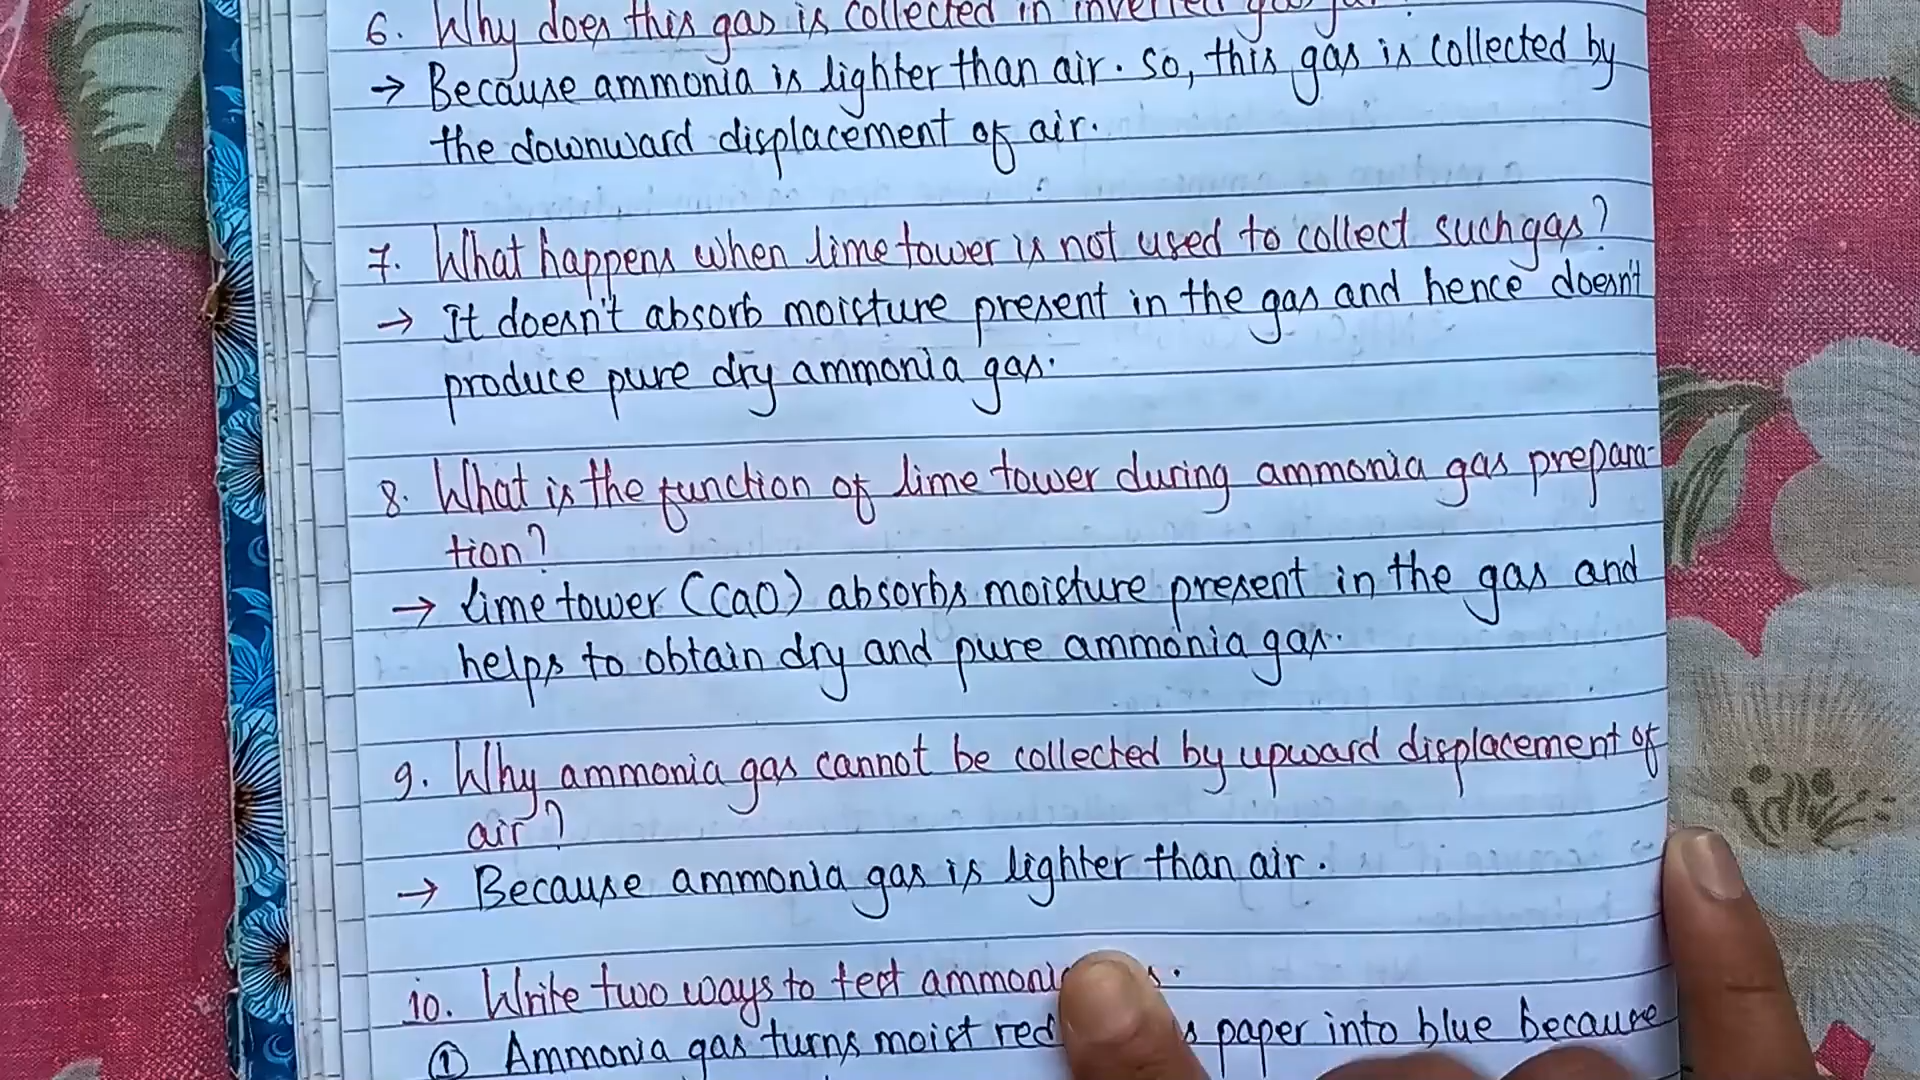 6. Why does this gas is collected in inverted gas jar?
→ Because ammonia is lighter than air. So, this gas is collected by
the downward displacement of air.
7. What happens when lime tower is not used to collect such gas?
→ It doesn't absorb moisture present in the gas and hence doesn't
produce pure dry ammonia gas.
8. What is the function of lime tower during ammonia gas prepara-
tion?
→ Lime tower (CaO) absorbs moisture present in the gas and
helps to obtain dry and pure ammonia gas.
9. Why ammonia gas cannot be collected by upward displacement of
air?
→ Because ammonia gas is lighter than air.
10. Write two ways to test
① Ammonia gas turns moist red paper into blue because